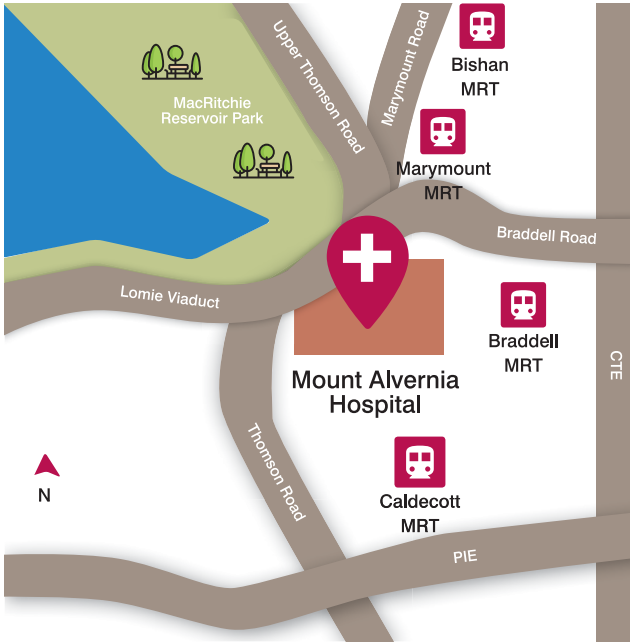 Bishan
MRT
Upper Thomson Road
Marymount Road
MacRitchie
Reservoir Park
Marymount
MRT
Braddell Road
Lomie Viaduct
Braddell
MRT
CTE
Mount Alvernia
Hospital
Thomson Road
N
Caldecott
MRT
PIE